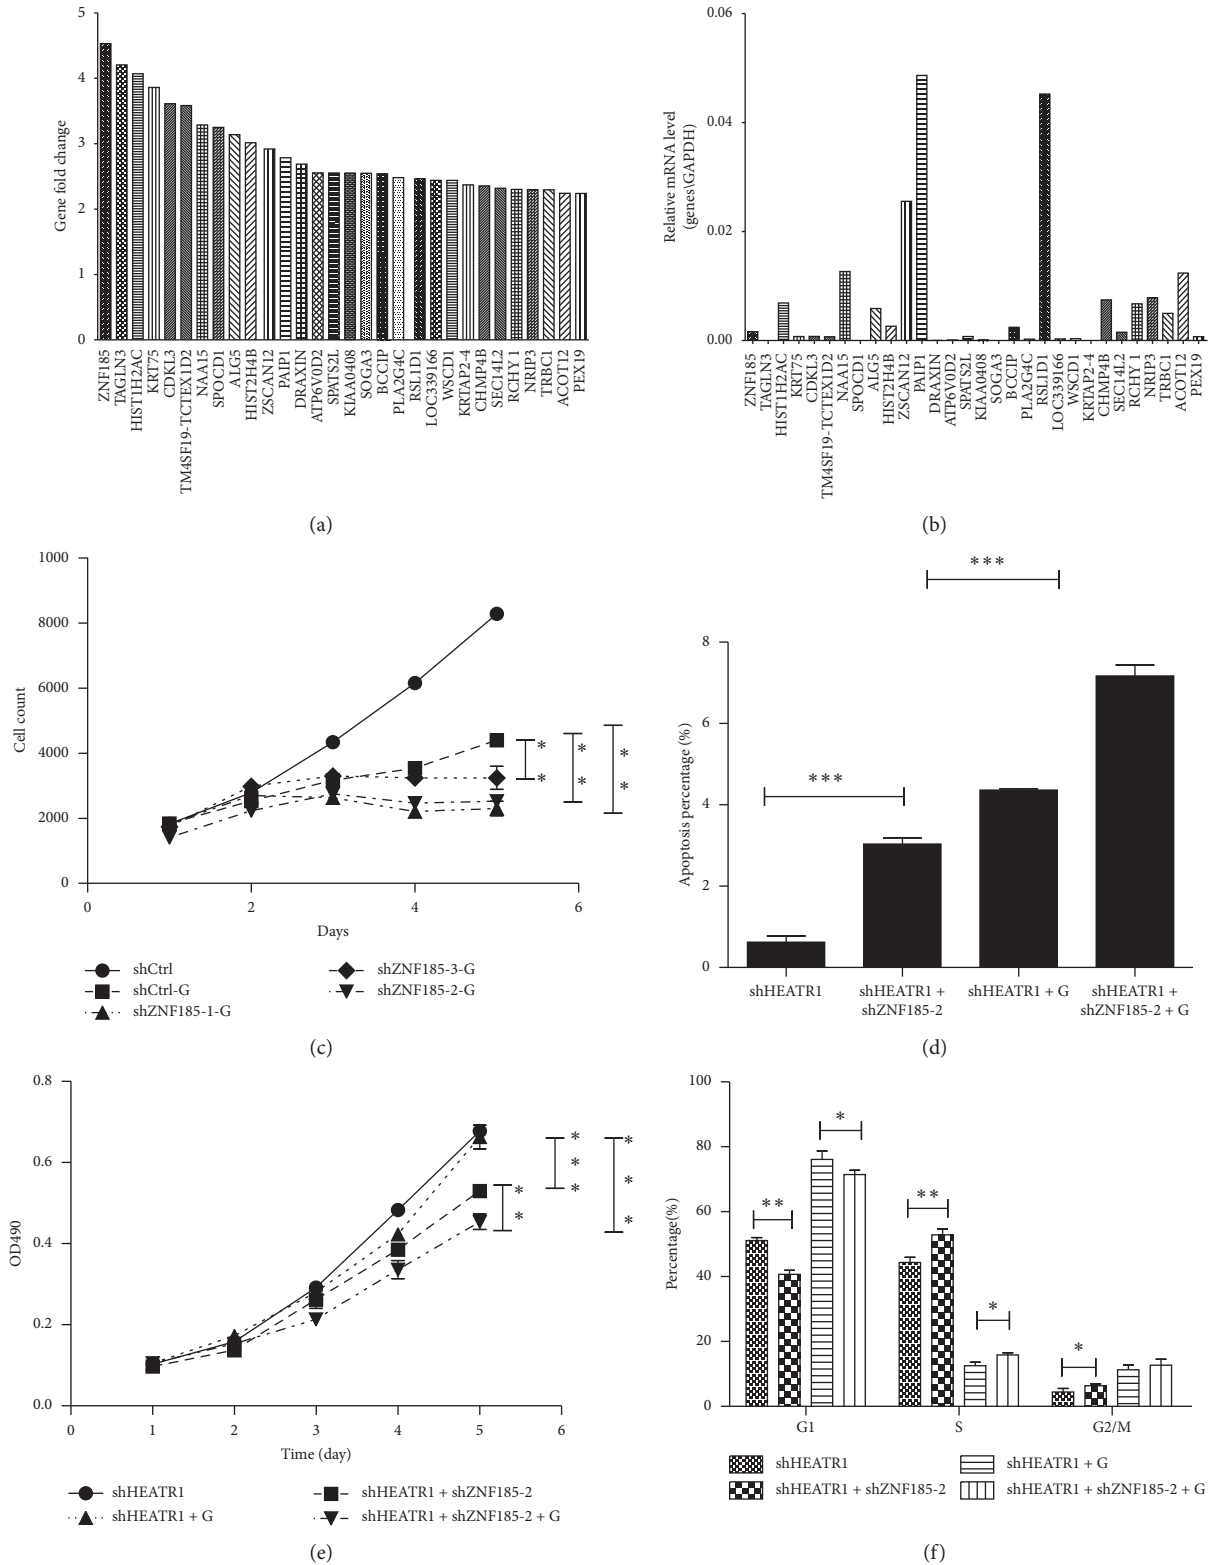 5
4
3
2
1
0
Gene fold change
ZNF185
TAGLN3
HIST1H2AC
KRT75
CDKL3
TM4SF19-TCTEX1D2
NAA15
SPOCD1
ALG5
HIST2H4B
ZSCAN12
PAIP1
DRAXIN
ATP6V0D2
SPATS2L
KIAA0408
SOGA3
BCCIP
PLA2G4C
RSL1D1
LOC339166
WSCD1
KRTAP2-4
CHMP4B
SEC14L2
RCHY 1
NRIP3
TRBC1
ACOT12
PEX19
(a)
0.06
0.04
0.02
0.00
Relative mRNA level
(genes\GAPDH)
ZNF185
TAGLN3
HIST1H2AC
KRT75
CDKL3
TM4SF19-TCTEX1D2
NAA15
SPOCD1
ALG5
HIST2H4B
ZSCAN12
PAIP1
DRAXIN
ATP6V0D2
SPATS2L
KIAA0408
SOGA3
BCCIP
PLA2G4C
RSL1D1
LOC339166
WSCD1
KRTAP2-4
CHMP4B
SEC14L2
RCHY 1
NRIP3
TRBC1
ACOT12
PEX19
(b)
1000
8000
6000
4000
2000
0
Cell count
0 2 4 6
Days
**
**
**
shCtrl
shCtrl-G
shZNF185-1-G
shZNF185-3-G
shZNF185-2-G
(c)
***
***
8
6
4
2
0
Apoptosis percentage (%)
shHEATR1
shHEATR1 +
shZNF185-2
shHEATR1 + G
shHEATR1 +
shZNF185-2 + G
(d)
0.8
0.6
0.4
0.2
0.0
OD490
0 1 2 3 4 5 6
Time (day)
**
***
***
shHEATR1
shHEATR1 + G
shHEATR1 + shZNF185-2
shHEATR1 + shZNF185-2 + G
(e)
100
80
60
40
20
0
Percentage(%)
**
*
**
*
*
G1 S G2/M
shHEATR1
shHEATR1 + shZNF185-2
shHEATR1 + G
shHEATR1 + shZNF185-2 + G
(f)